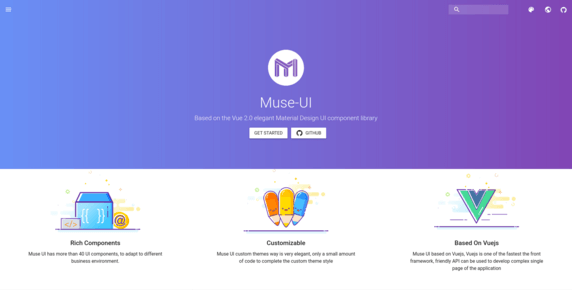 Muse-UI
Based on the Vue 2.0 elegant Material Design UI component library
GET STARTED
GITHUB
Rich Components
Muse UI has more than 40 UI components, to adapt to different
business environment.
Customizable
Muse UI custom themes way is very elegant, only a small amount
of code to complete the custom theme style
Based On Vuejs
Muse UI based on Vuejs, Vuejs is one of the fastest the front
framework, friendly API can be used to develop complex single
page of the application